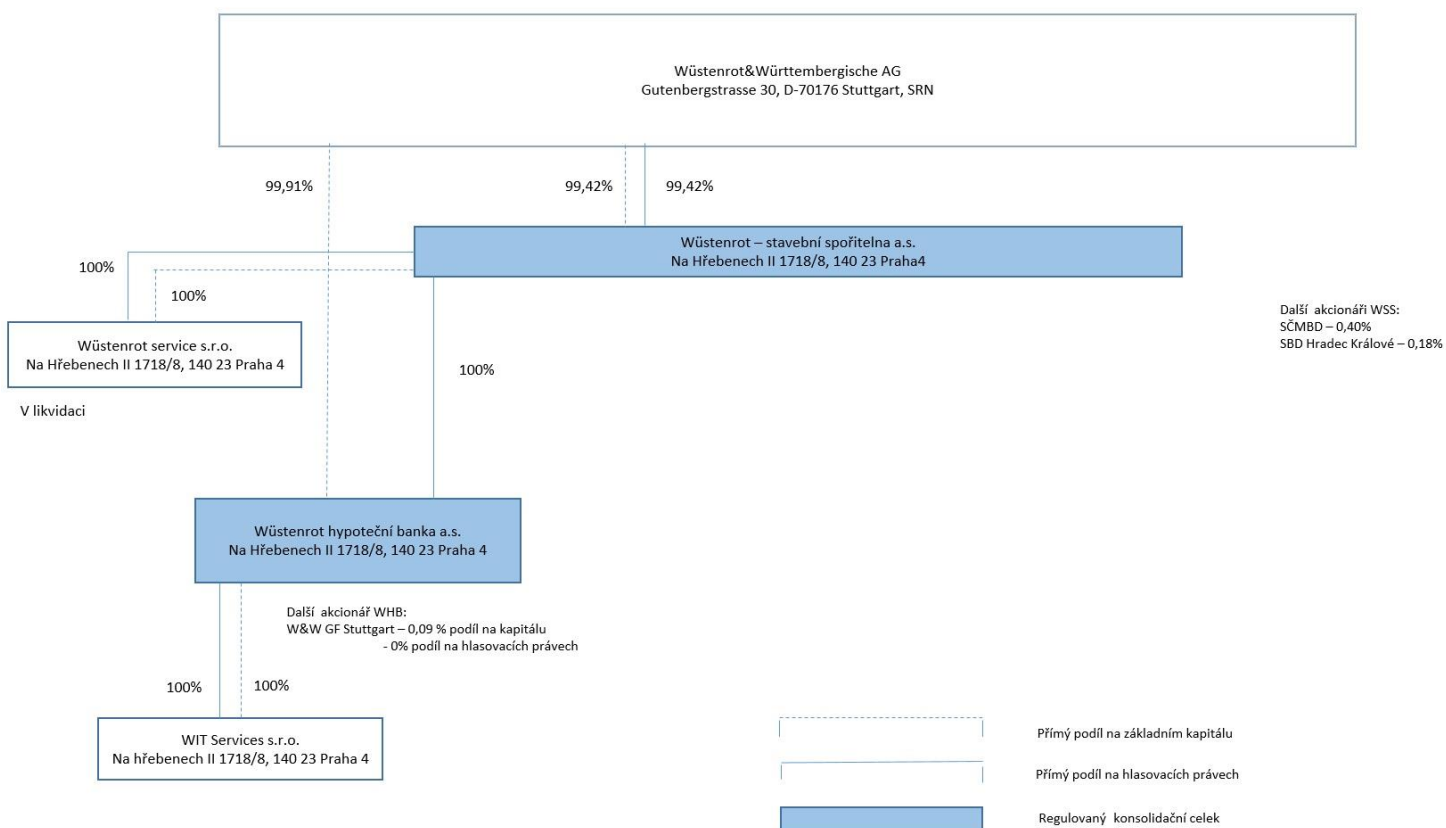 Wüstenrot&Württembergische AG
Gutenbergstrasse 30, D-70176 Stuttgart, SRN
99,91%
99,42%
99,42%
Wüstenrot – stavební spořitelna a.s.
Na Hřebenech II 1718/8, 140 23 Praha4
100%
100%
Další akcionáři WSS:
SČMBD – 0,40%
SBD Hradec Králové – 0,18%
Wüstenrot service s.r.o.
Na Hřebenech II 1718/8, 140 23 Praha 4
100%
V likvidaci
Wüstenrot hypoteční banka a.s.
Na Hřebenech II 1718/8, 140 23 Praha 4
Další akcionář WHB:
W&W GF Stuttgart – 0,09 % podíl na kapitálu
- 0% podíl na hlasovacích právech
100%
100%
WIT Services s.r.o.
Na hřebenech II 1718/8, 140 23 Praha 4
Přímý podíl na základním kapitálu
Přímý podíl na hlasovacích právech
Regulovaný konsolidační celek